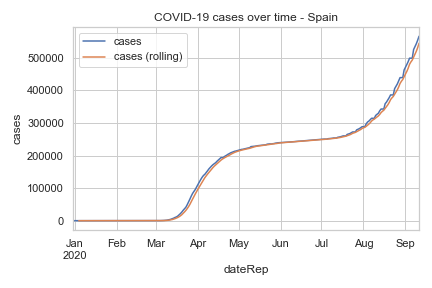 COVID-19 cases over time - Spain
cases
cases (rolling)
500000
400000
300000
200000
100000
0
cases
Jan Feb Mar Apr May Jun Jul Aug Sep
2020
dateRep